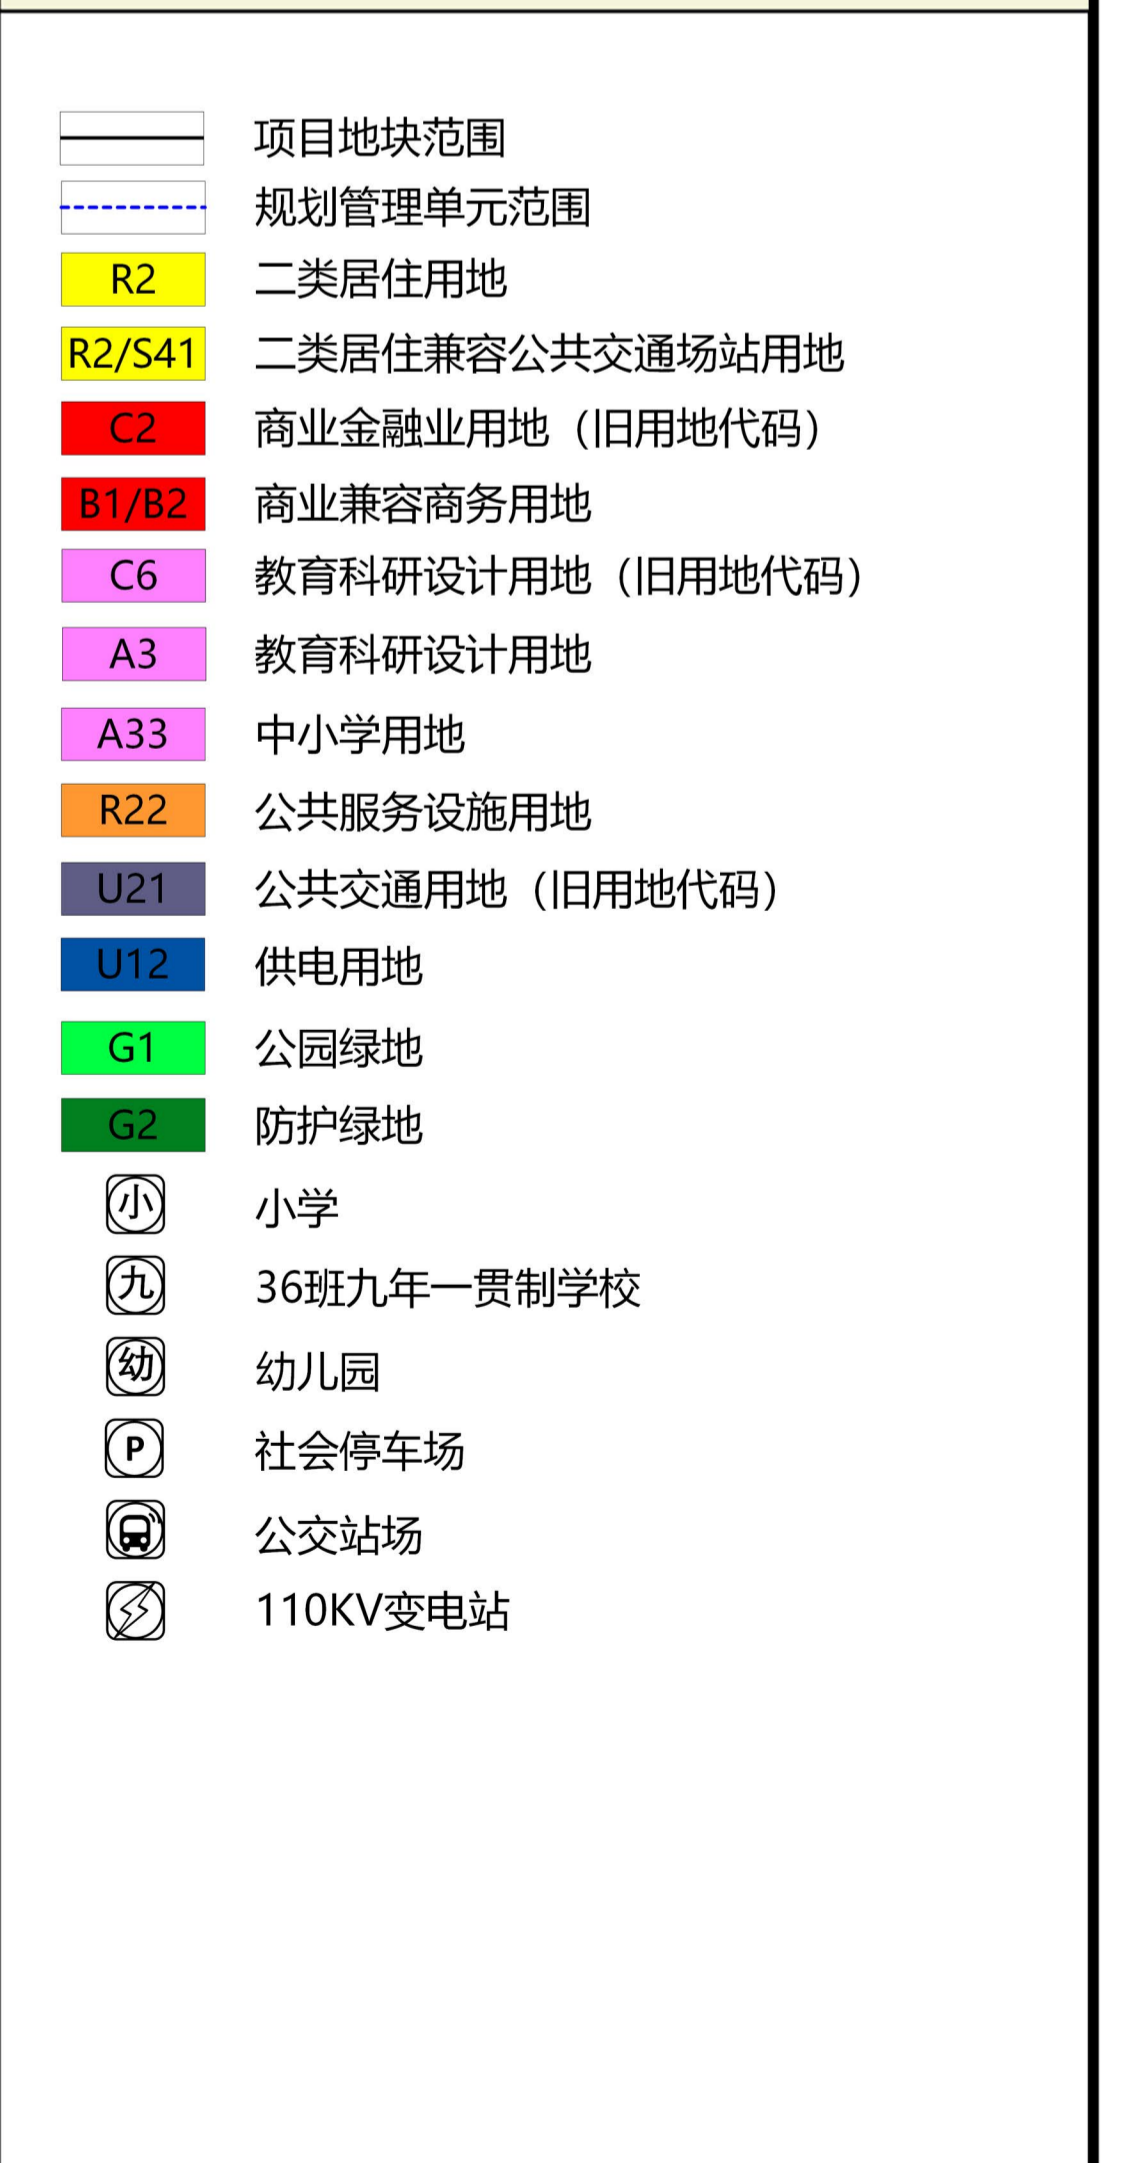 项目地块范围
规划管理单元范围
R2 二类居住用地
R2/S41 二类居住兼容公共交通场站用地
C2 商业金融业用地（旧用地代码）
B1/B2 商业兼容商务用地
C6 教育科研设计用地（旧用地代码）
A3 教育科研设计用地
A33 中小学用地
R22 公共服务设施用地
U21 公共交通用地（旧用地代码）
U12 供电用地
G1 公园绿地
G2 防护绿地
小 小学
九 36班九年一贯制学校
幼 幼儿园
P 社会停车场
公交站场
110KV变电站